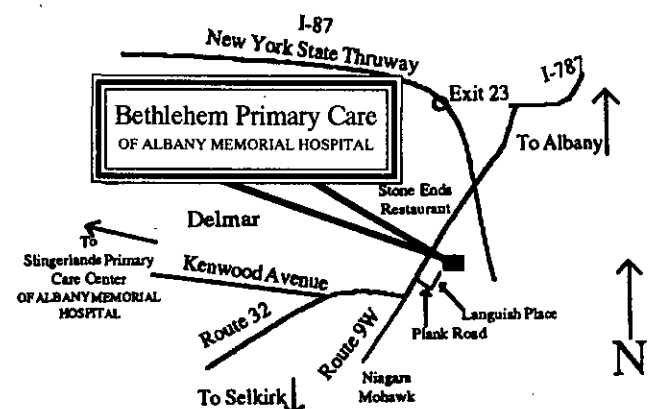 I-87
New York State Thruway
I-787
Exit 23
Bethlehem Primary Care
OF ALBANY MEMORIAL HOSPITAL
To Albany
Stone Ends
Restaurant
Delmar
To
Slingerlands Primary
Care Center
OF ALBANY MEMORIAL
HOSPITAL
Kenwood Avenue
Route 32
Route 9W
Languish Place
Plank Road
Niagara
Mohawk
To Selkirk
N